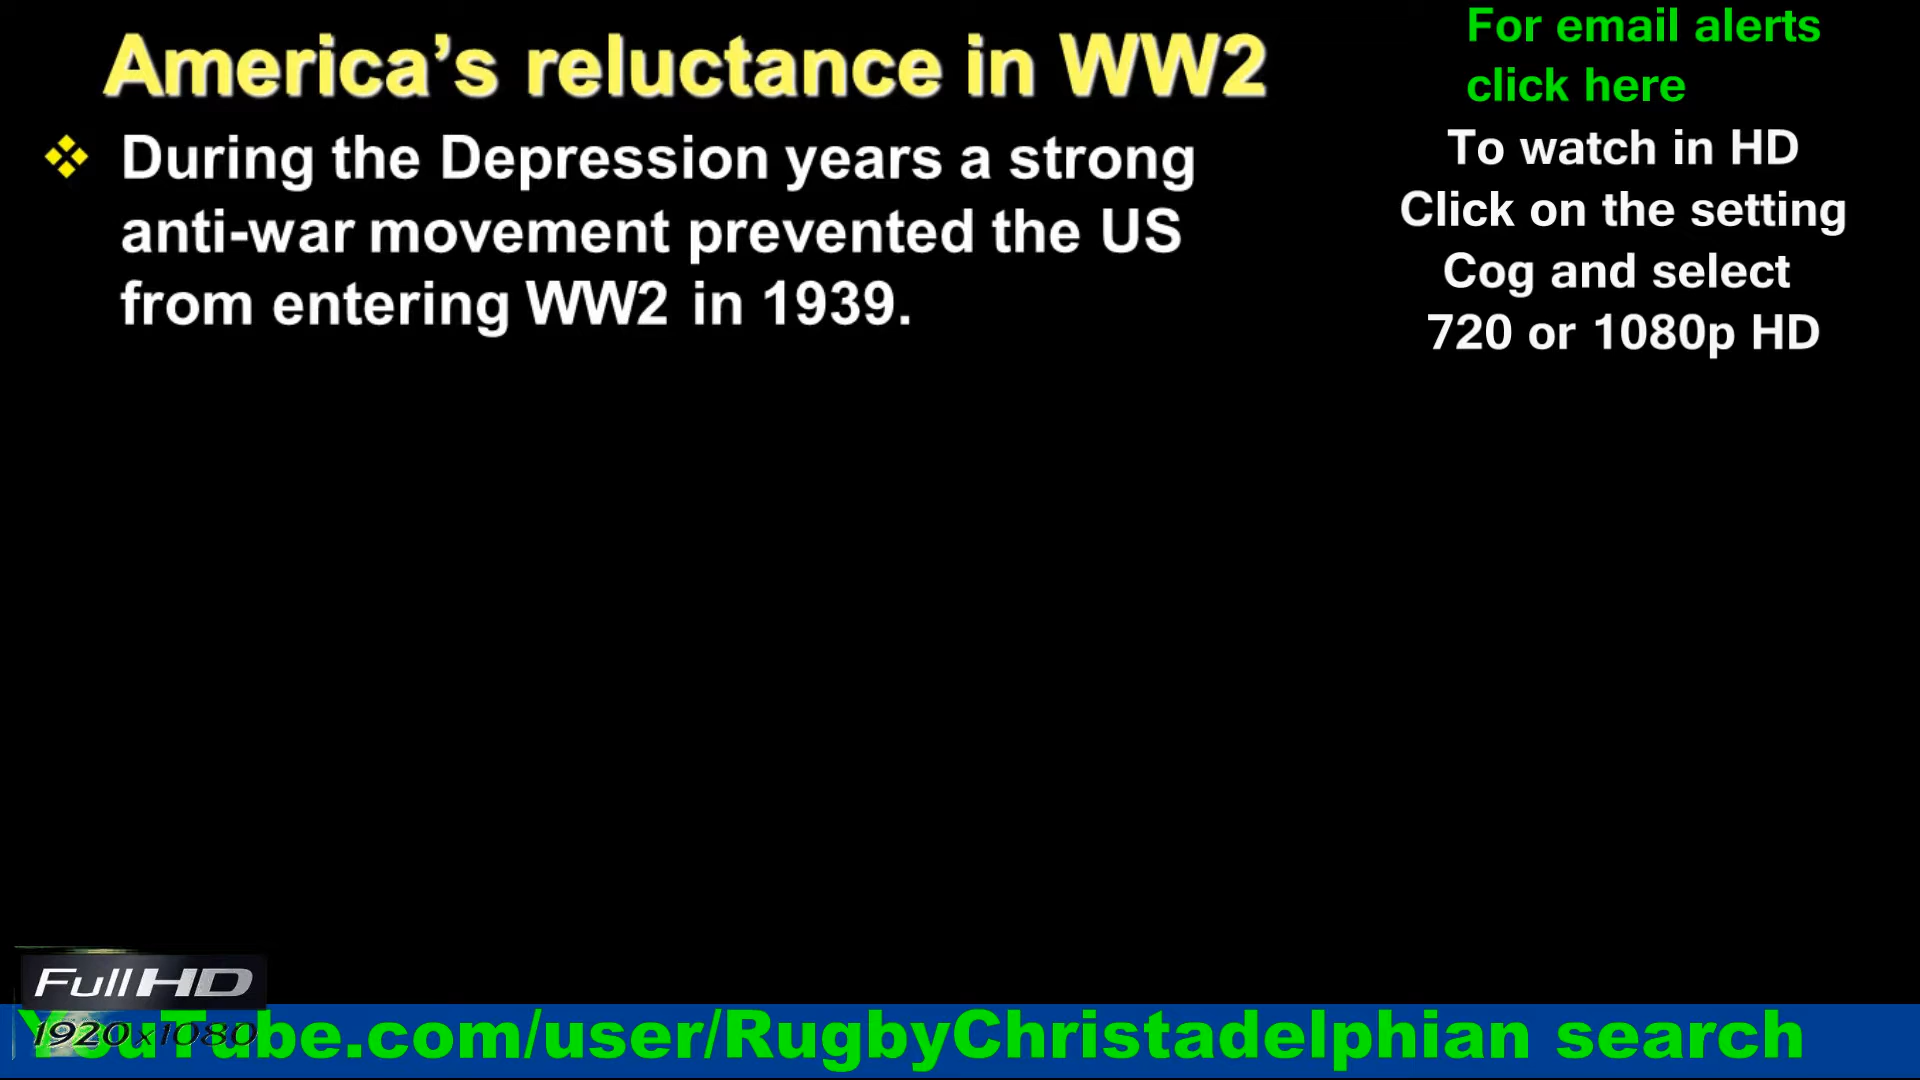 America's reluctance in WW2
❖ During the Depression years a strong
anti-war movement prevented the US
from entering WW2 in 1939.
For email alerts
click here
To watch in HD
Click on the setting
Cog and select
720 or 1080p HD
Full HD
1920x1080
YouTube.com/user/RugbyChristadelphian search